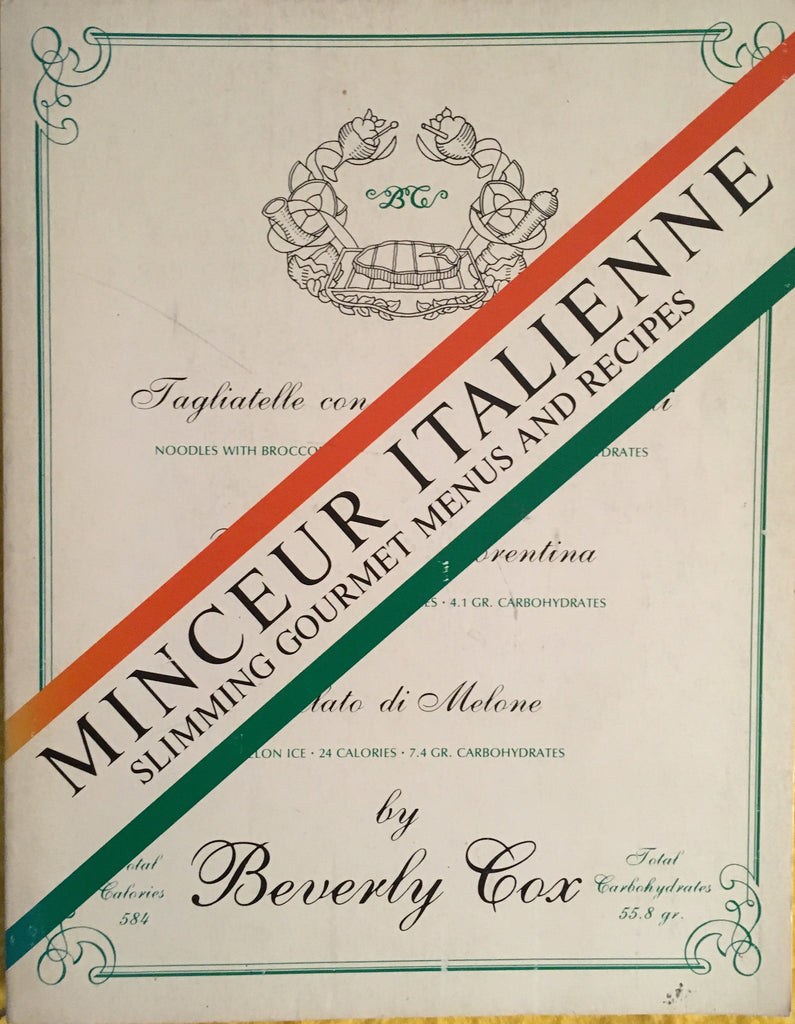 BC
Tagliatelle con
NOODLES WITH
DRATES
MINCEUR ITALIENNE
SLIMMING GOURMET MENUS AND RECIPES
orentina
ES · 4.1 GR. CARBOHYDRATES
lato di Melone
LON ICE · 24 CALORIES · 7.4 GR. CARBOHYDRATES
by
Beverly Cox
Total
Calories
584
Total
Carbohydrates
55.8 gr.